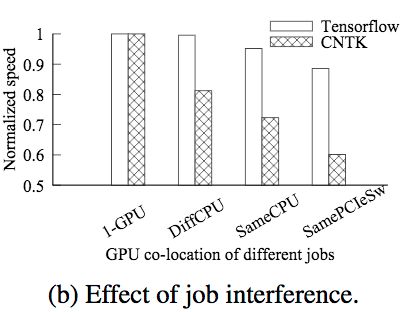 Tensorflow
CNTK
Normalized speed
1
0.9
0.8
0.7
0.6
0.5
1-GPU
DiffCPU
SameCPU
SamePCIeSw
GPU co-location of different jobs
(b) Effect of job interference.